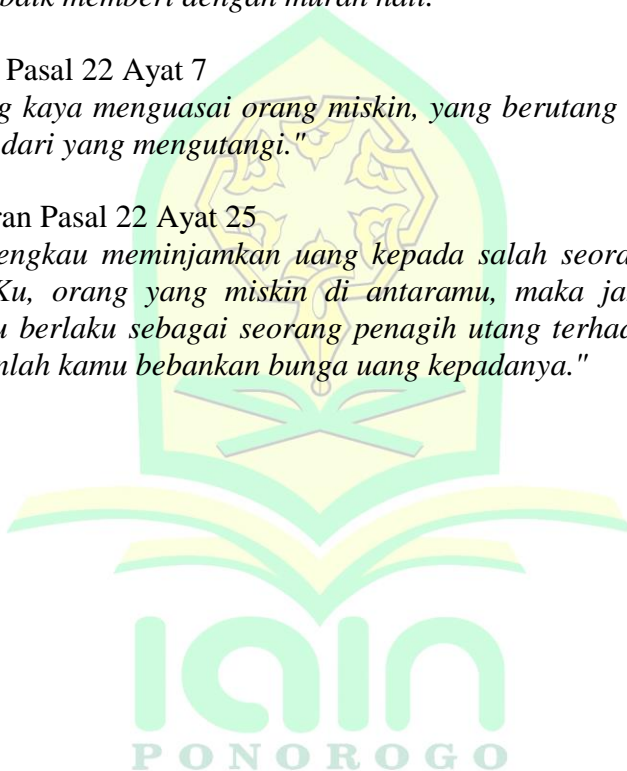 memberi dengan murah hati.
Pasal 22 Ayat 7
g kaya menguasai orang miskin, yang berutang
dari yang mengutangi."
ran Pasal 22 Ayat 25
engkau meminjamkan uang kepada salah seora
Ku, orang yang miskin di antaramu, maka ja
u berlaku sebagai seorang penagih utang terhad
nlah kamu bebankan bunga uang kepadanya."
iain
PONOROGO